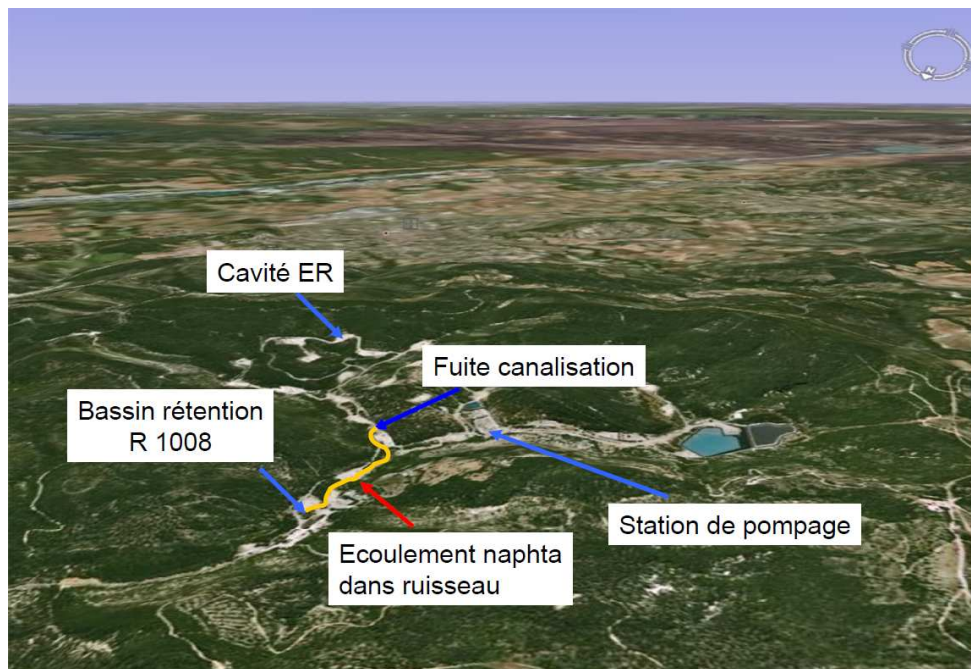 Cavité ER
Fuite canalisation
Bassin rétention
R 1008
Station de pompage
Ecoulement naphta
dans ruisseau